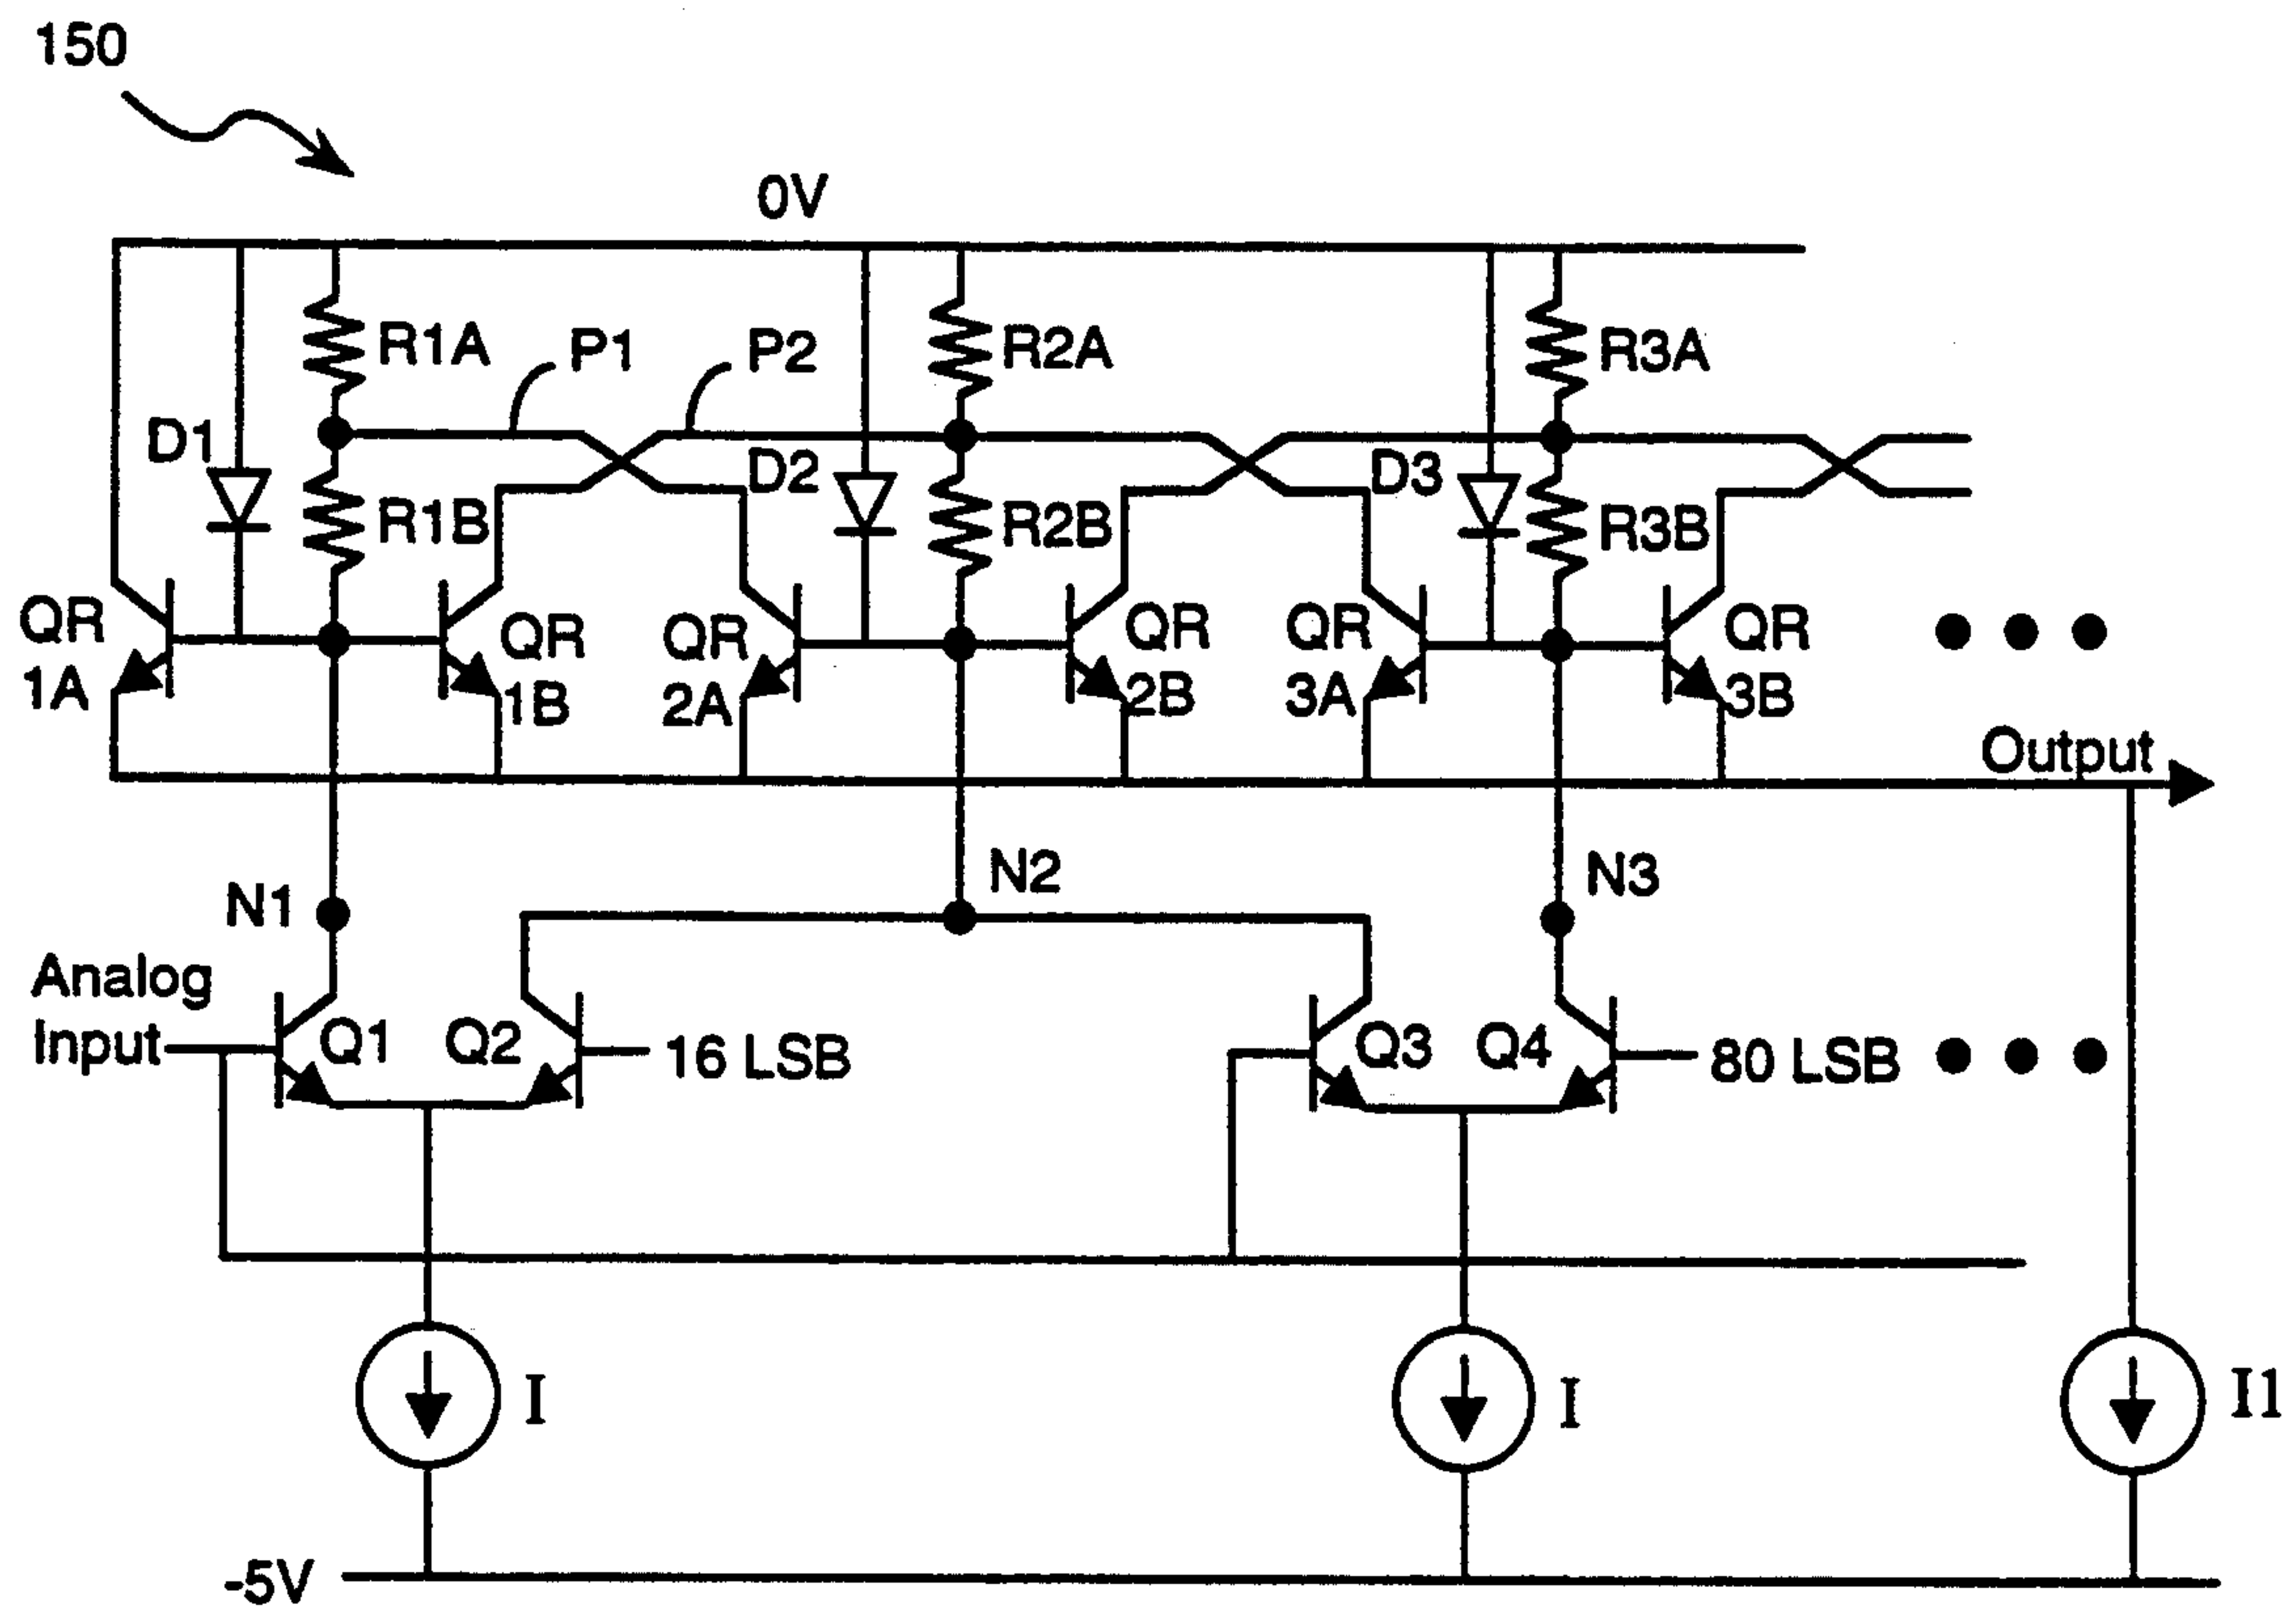 150
0V
R1A
P1
P2
R2A
R3A
D1
D2
D3
R1B
R2B
R3B
QR
1A
QR
1B
QR
2A
QR
2B
QR
3A
QR
3B
Output
N1
N2
N3
Analog
Input
Q1
Q2
16 LSB
Q3
Q4
80 LSB
I
I
I1
-5V